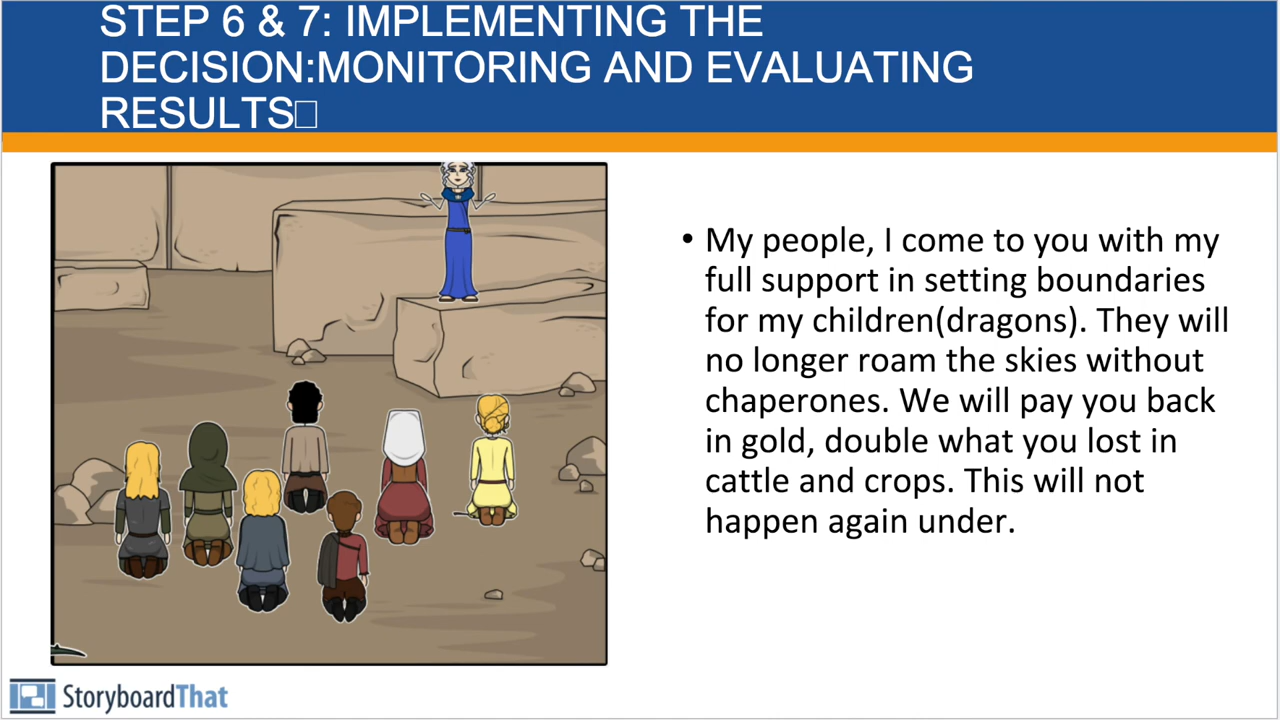 STEP 6 & 7: IMPLEMENTING THE
DECISION:MONITORING AND EVALUATING
RESULTS□
• My people, I come to you with my
full support in setting boundaries
for my children(dragons). They will
no longer roam the skies without
chaperones. We will pay you back
in gold, double what you lost in
cattle and crops. This will not
happen again under.
StoryboardThat